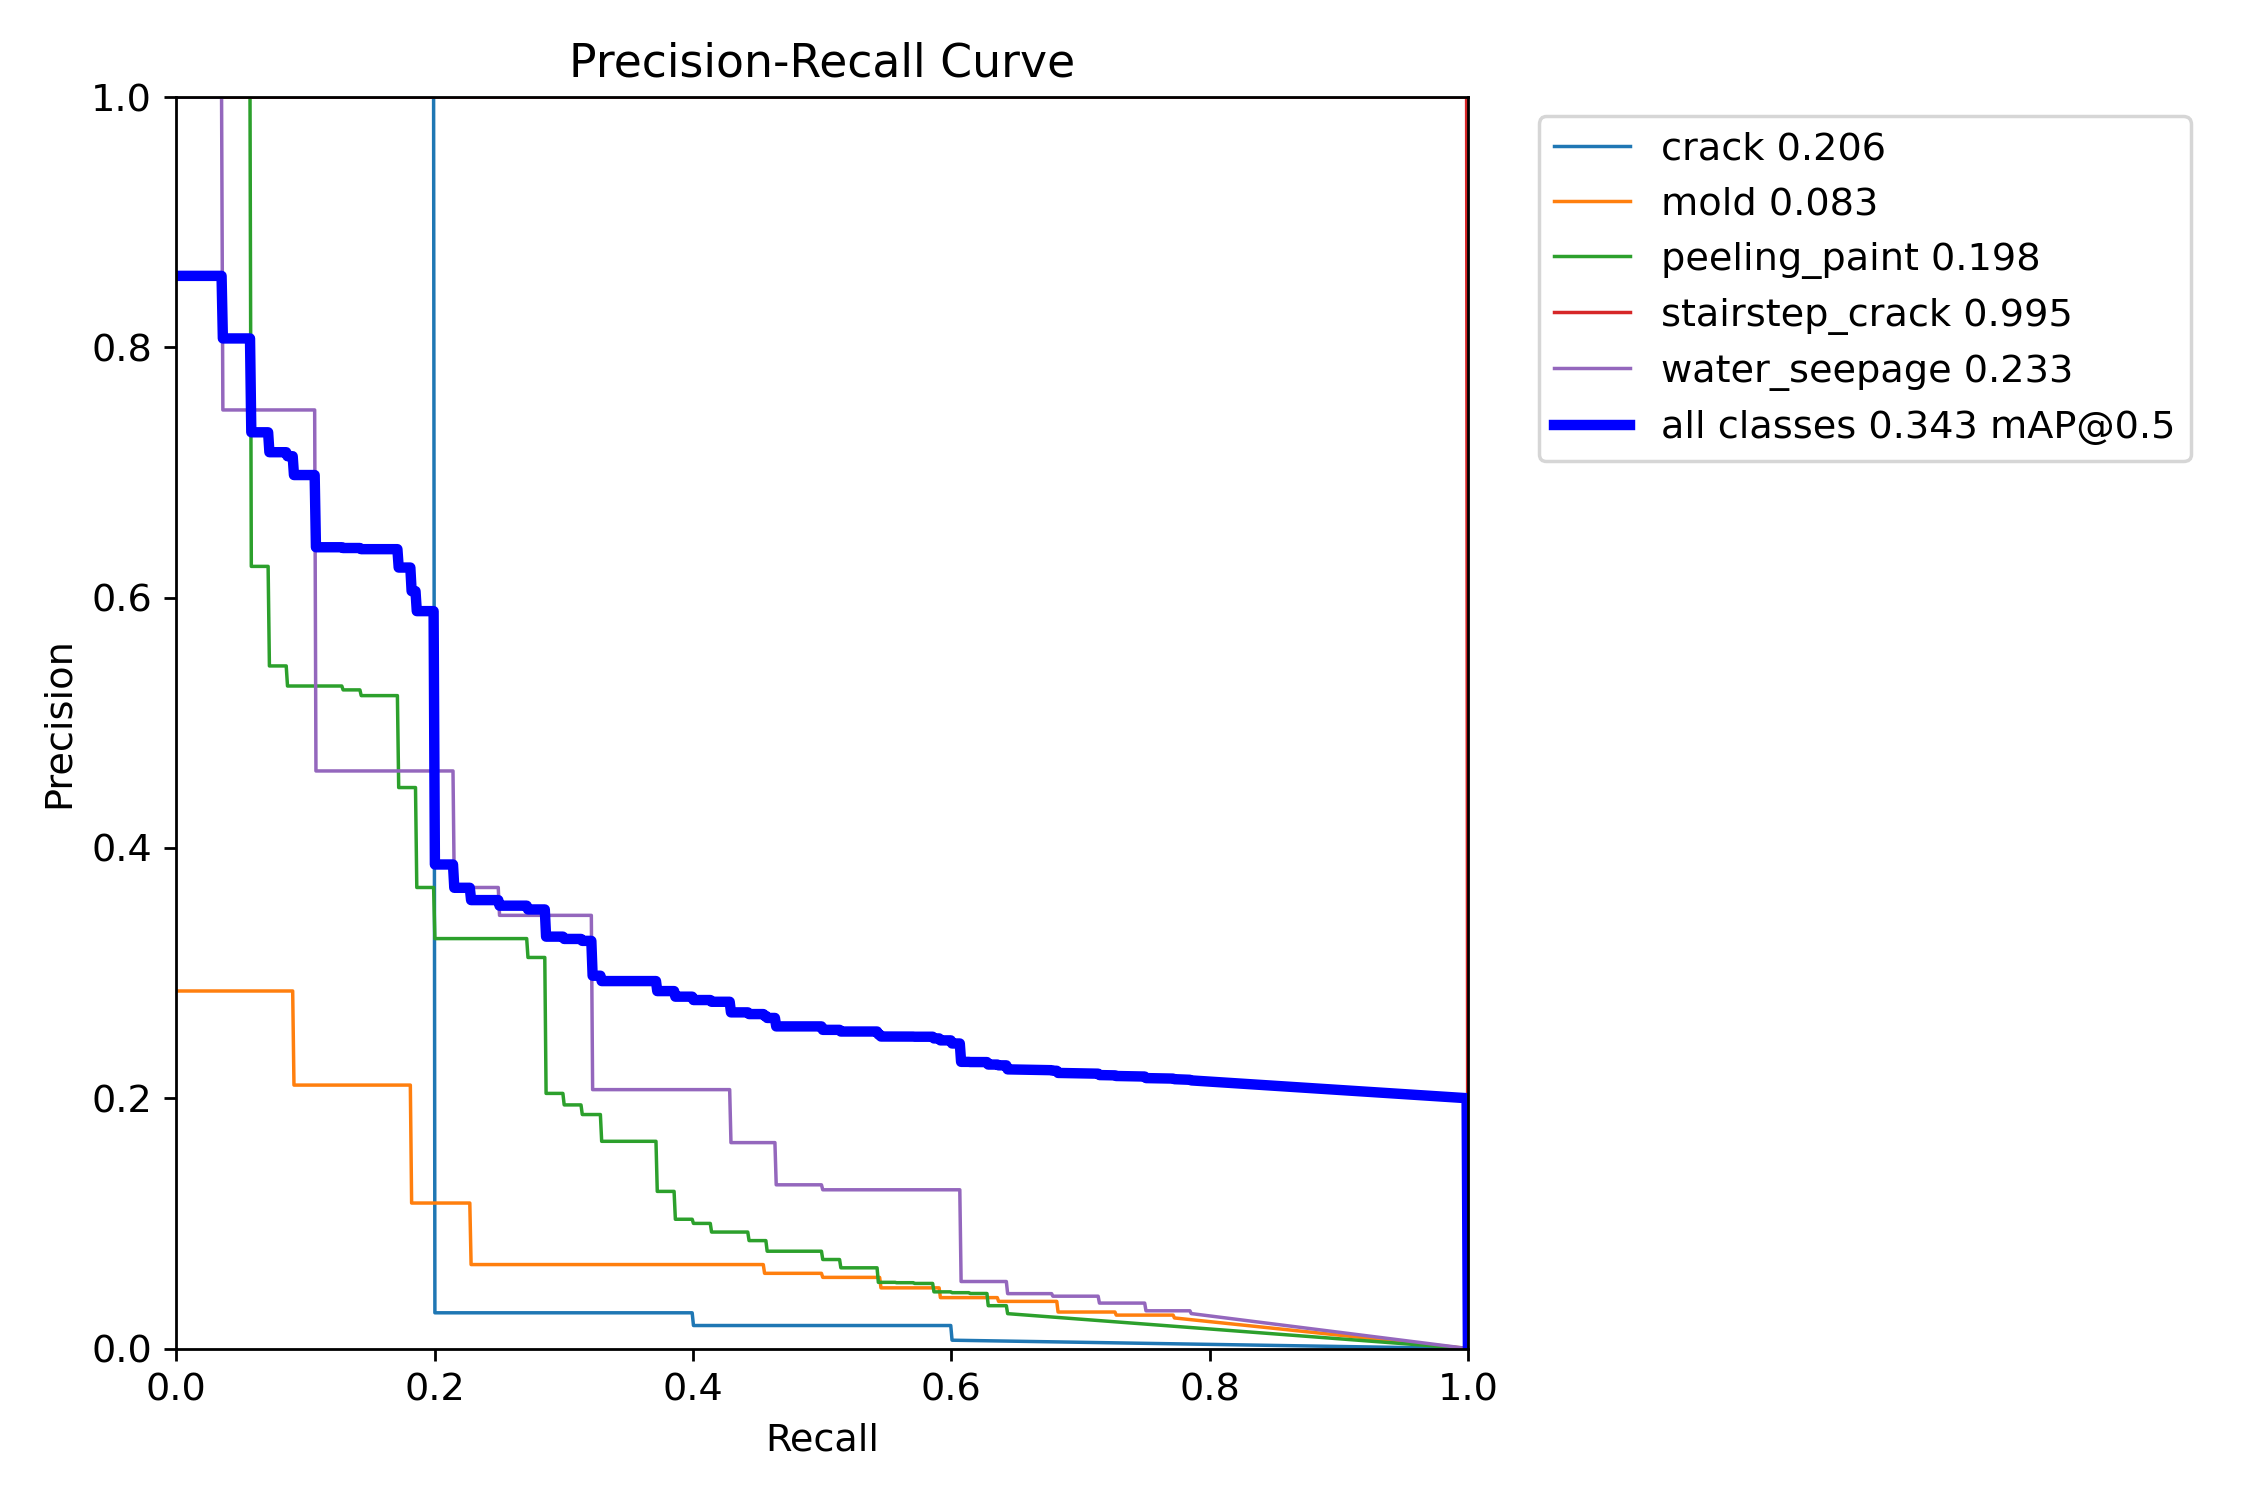 Precision-Recall Curve
1.0
0.8
0.6
0.4
0.2
0.0
Precision
0.0 0.2 0.4 0.6 0.8 1.0
Recall
crack 0.206
mold 0.083
peeling_paint 0.198
stairstep_crack 0.995
water_seepage 0.233
all classes 0.343 mAP@0.5